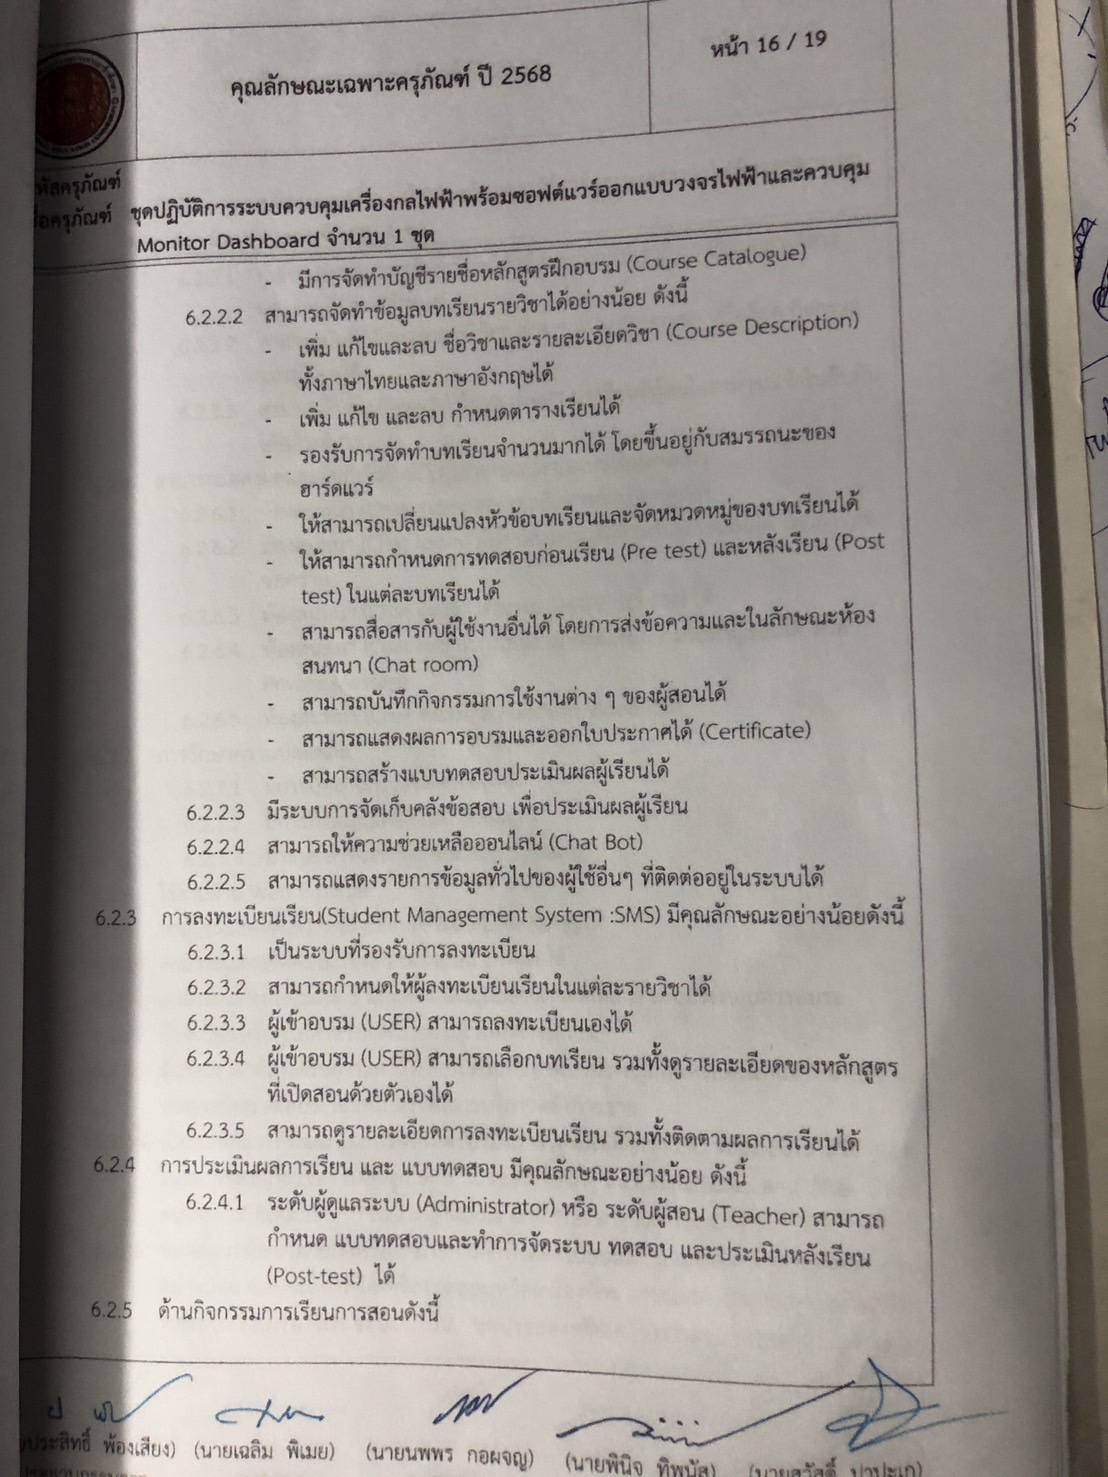 คุณลักษณะเฉพาะครุภัณฑ์ ปี 2568
หน้า 16 / 19
หัสครุภัณฑ์
ชื่อครุภัณฑ์ ชุดปฏิบัติการระบบควบคุมเครื่องกลไฟฟ้าพร้อมซอฟต์แวร์ออกแบบวงจรไฟฟ้าและควบคุม
Monitor Dashboard จำนวน 1 ชุด
- มีการจัดทำบัญชีรายชื่อหลักสูตรฝึกอบรม (Course Catalogue)
6.2.2.2 สามารถจัดทำข้อมูลบทเรียนรายวิชาได้อย่างน้อย ดังนี้
- เพิ่ม แก้ไขและลบ ชื่อวิชาและรายละเอียดวิชา (Course Description)
ทั้งภาษาไทยและภาษาอังกฤษได้
- เพิ่ม แก้ไข และลบ กำหนดตารางเรียนได้
- รองรับการจัดทำบทเรียนจำนวนมากได้ โดยขึ้นอยู่กับสมรรถนะของ
ฮาร์ดแวร์
- ให้สามารถเปลี่ยนแปลงหัวข้อบทเรียนและจัดหมวดหมู่ของบทเรียนได้
- ให้สามารถกำหนดการทดสอบก่อนเรียน (Pre test) และหลังเรียน (Post
test) ในแต่ละบทเรียนได้
- สามารถสื่อสารกับผู้ใช้งานอื่นได้ โดยการส่งข้อความและในลักษณะห้อง
สนทนา (Chat room)
- สามารถบันทึกกิจกรรมการใช้งานต่าง ๆ ของผู้สอนได้
- สามารถแสดงผลการอบรมและออกใบประกาศได้ (Certificate)
- สามารถสร้างแบบทดสอบประเมินผลผู้เรียนได้
6.2.2.3 มีระบบการจัดเก็บคลังข้อสอบ เพื่อประเมินผลผู้เรียน
6.2.2.4 สามารถให้ความช่วยเหลือออนไลน์ (Chat Bot)
6.2.2.5 สามารถแสดงรายการข้อมูลทั่วไปของผู้ใช้อื่นๆ ที่ติดต่ออยู่ในระบบได้
6.2.3 การลงทะเบียนเรียน(Student Management System :SMS) มีคุณลักษณะอย่างน้อยดังนี้
6.2.3.1 เป็นระบบที่รองรับการลงทะเบียน
6.2.3.2 สามารถกำหนดให้ผู้ลงทะเบียนเรียนในแต่ละรายวิชาได้
6.2.3.3 ผู้เข้าอบรม (USER) สามารถลงทะเบียนเองได้
6.2.3.4 ผู้เข้าอบรม (USER) สามารถเลือกบทเรียน รวมทั้งดูรายละเอียดของหลักสูตร
ที่เปิดสอนด้วยตัวเองได้
6.2.3.5 สามารถดูรายละเอียดการลงทะเบียนเรียน รวมทั้งติดตามผลการเรียนได้
6.2.4 การประเมินผลการเรียน และ แบบทดสอบ มีคุณลักษณะอย่างน้อย ดังนี้
6.2.4.1 ระดับผู้ดูแลระบบ (Administrator) หรือ ระดับผู้สอน (Teacher) สามารถ
กำหนด แบบทดสอบและทำการจัดระบบ ทดสอบ และประเมินหลังเรียน
(Post-test) ได้
6.2.5 ด้านกิจกรรมการเรียนการสอนดังนี้
ประสิทธิ์ พ้องเสียง) (นายเฉลิม พิเมย) (นายนพพร กอผจญ) (นายพินิจ ทิพนัส)